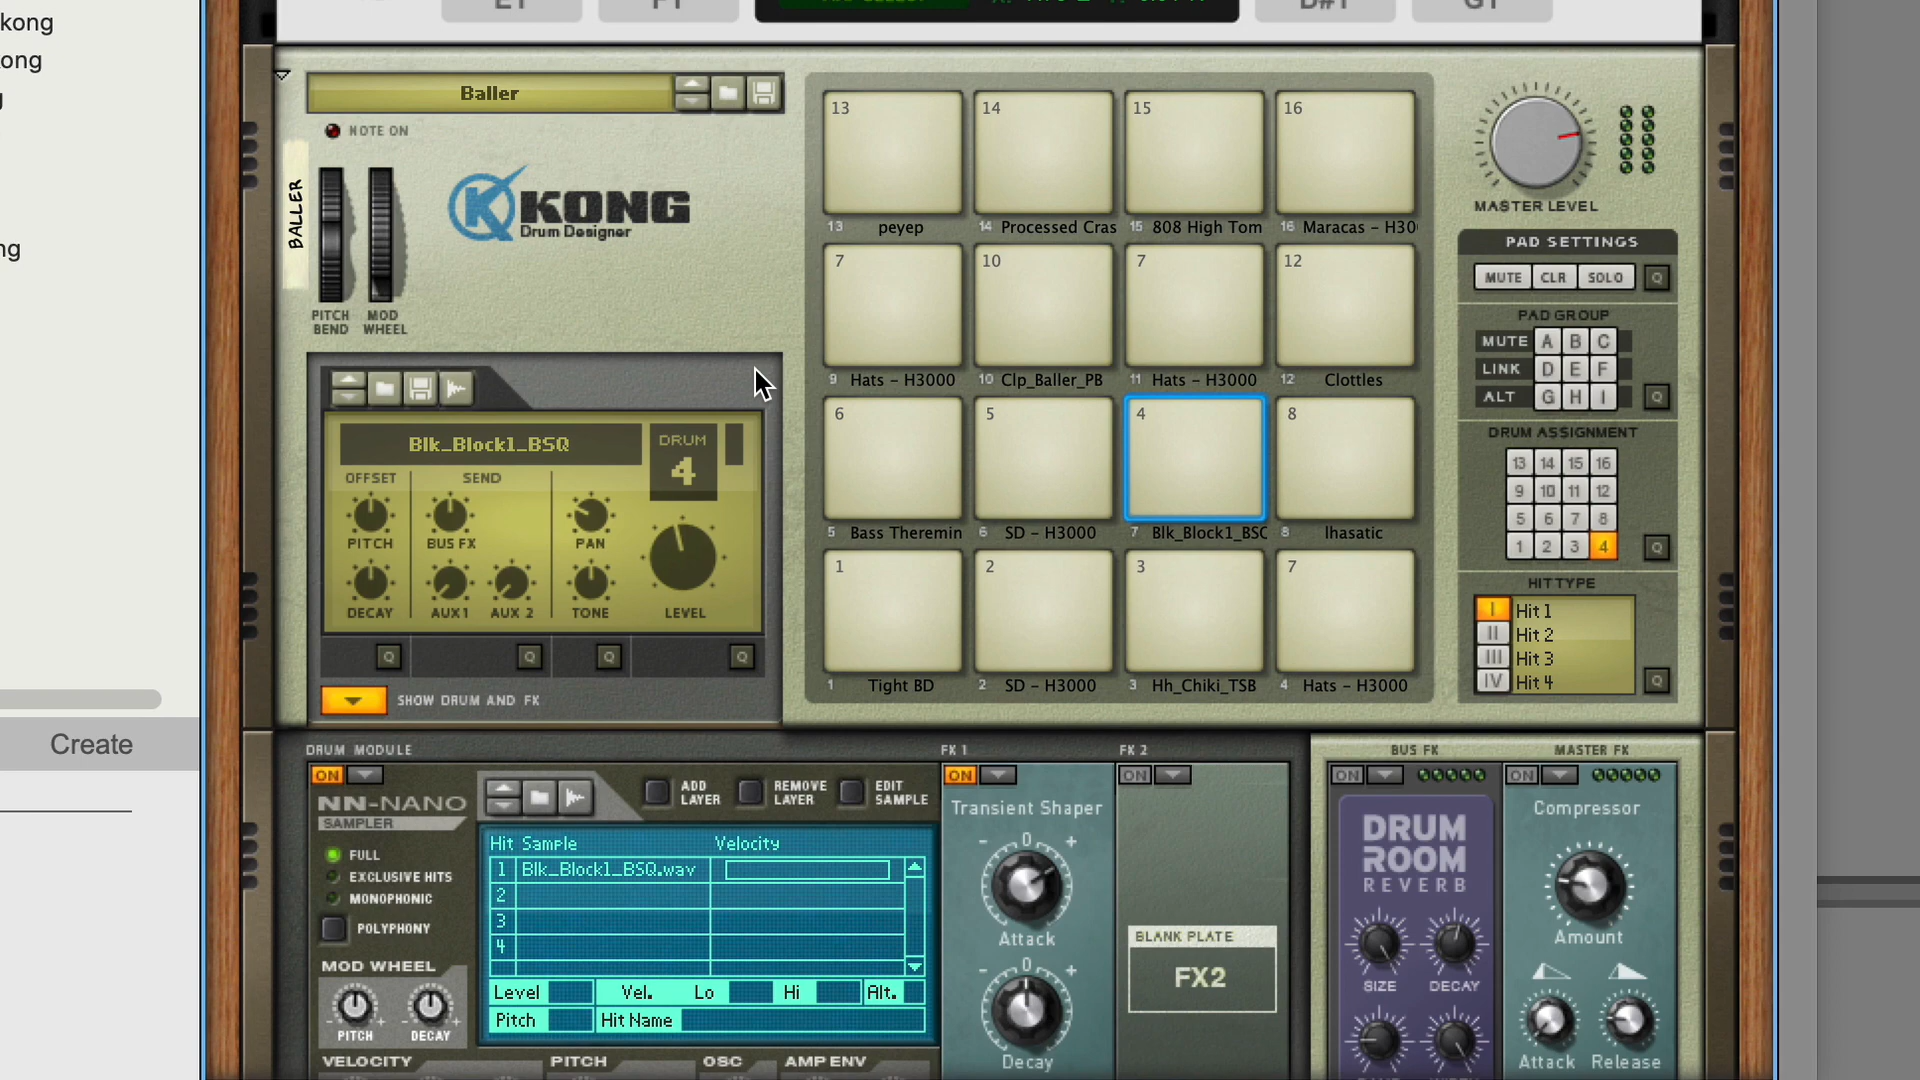 kong
ong
g
ng
Create
Baller
NOTE ON
BALLER
KONG
Drum Designer
PITCH BEND
MOD WHEEL
13
14
15
16
13 peyep
14 Processed Cras
15 808 High Tom
16 Maracas - H30
7
10
7
12
9 Hats - H3000
10 Clp_Baller_PB
11 Hats - H3000
12 Clottles
6
5
4
8
5 Bass Theremin
6 SD - H3000
7 Blk_Block1_BSQ
8 lhasatic
1
2
3
7
1 Tight BD
2 SD - H3000
3 Hh_Chiki_TSB
4 Hats - H3000
MASTER LEVEL
PAD SETTINGS
MUTE CLR SOLO Q
PAD GROUP
MUTE A B C
LINK D E F
ALT G H I Q
DRUM ASSIGNMENT
13 14 15 16
9 10 11 12
5 6 7 8
1 2 3 4 Q
HIT TYPE
I Hit 1
II Hit 2
III Hit 3
IV Hit 4 Q
Blk_Block1_BSQ
DRUM
4
OFFSET
SEND
PITCH
BUS FX
PAN
DECAY
AUX 1
AUX 2
TONE
LEVEL
Q Q Q Q
SHOW DRUM AND FX
DRUM MODULE
FX 1
FX 2
BUS FX
MASTER FX
ON
NN-NANO
SAMPLER
FULL
EXCLUSIVE HITS
MONOPHONIC
POLYPHONY
MOD WHEEL
PITCH
DECAY
ADD LAYER
REMOVE LAYER
EDIT SAMPLE
Hit Sample Velocity
1 Blk_Block1_BSQ.wav
2
3
4
Level Vel. Lo Hi Alt.
Pitch Hit Name
VELOCITY
PITCH
OSC
AMP ENV
ON
Transient Shaper
- 0 +
Attack
- 0 +
Decay
ON
BLANK PLATE
FX2
ON
DRUM
ROOM
REVERB
SIZE
DECAY
ON
Compressor
Amount
Attack
Release